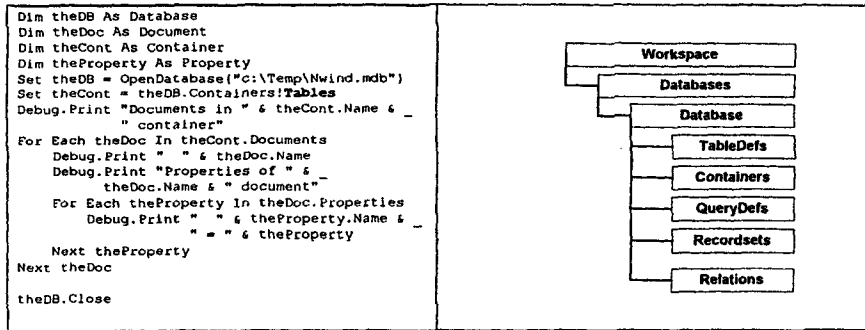 Dim theDB As Database
Dim theDoc As Document
Dim theCont As Container
Dim theProperty As Property
Set theDB = OpenDatabase("c:\Temp\Nwind.mdb")
Set theCont = theDB.Containers!Tables
Debug.Print "Documents in " & theCont.Name & _
" container"
For Each theDoc In theCont.Documents
Debug.Print "  " & theDoc.Name
Debug.Print "Properties of " & _
theDoc.Name & " document"
For Each theProperty In theDoc.Properties
Debug.Print "  " & theProperty.Name & _
" = " & theProperty
Next theProperty
Next theDoc
theDB.Close
Workspace
Databases
Database
TableDefs
Containers
QueryDefs
Recordsets
Relations